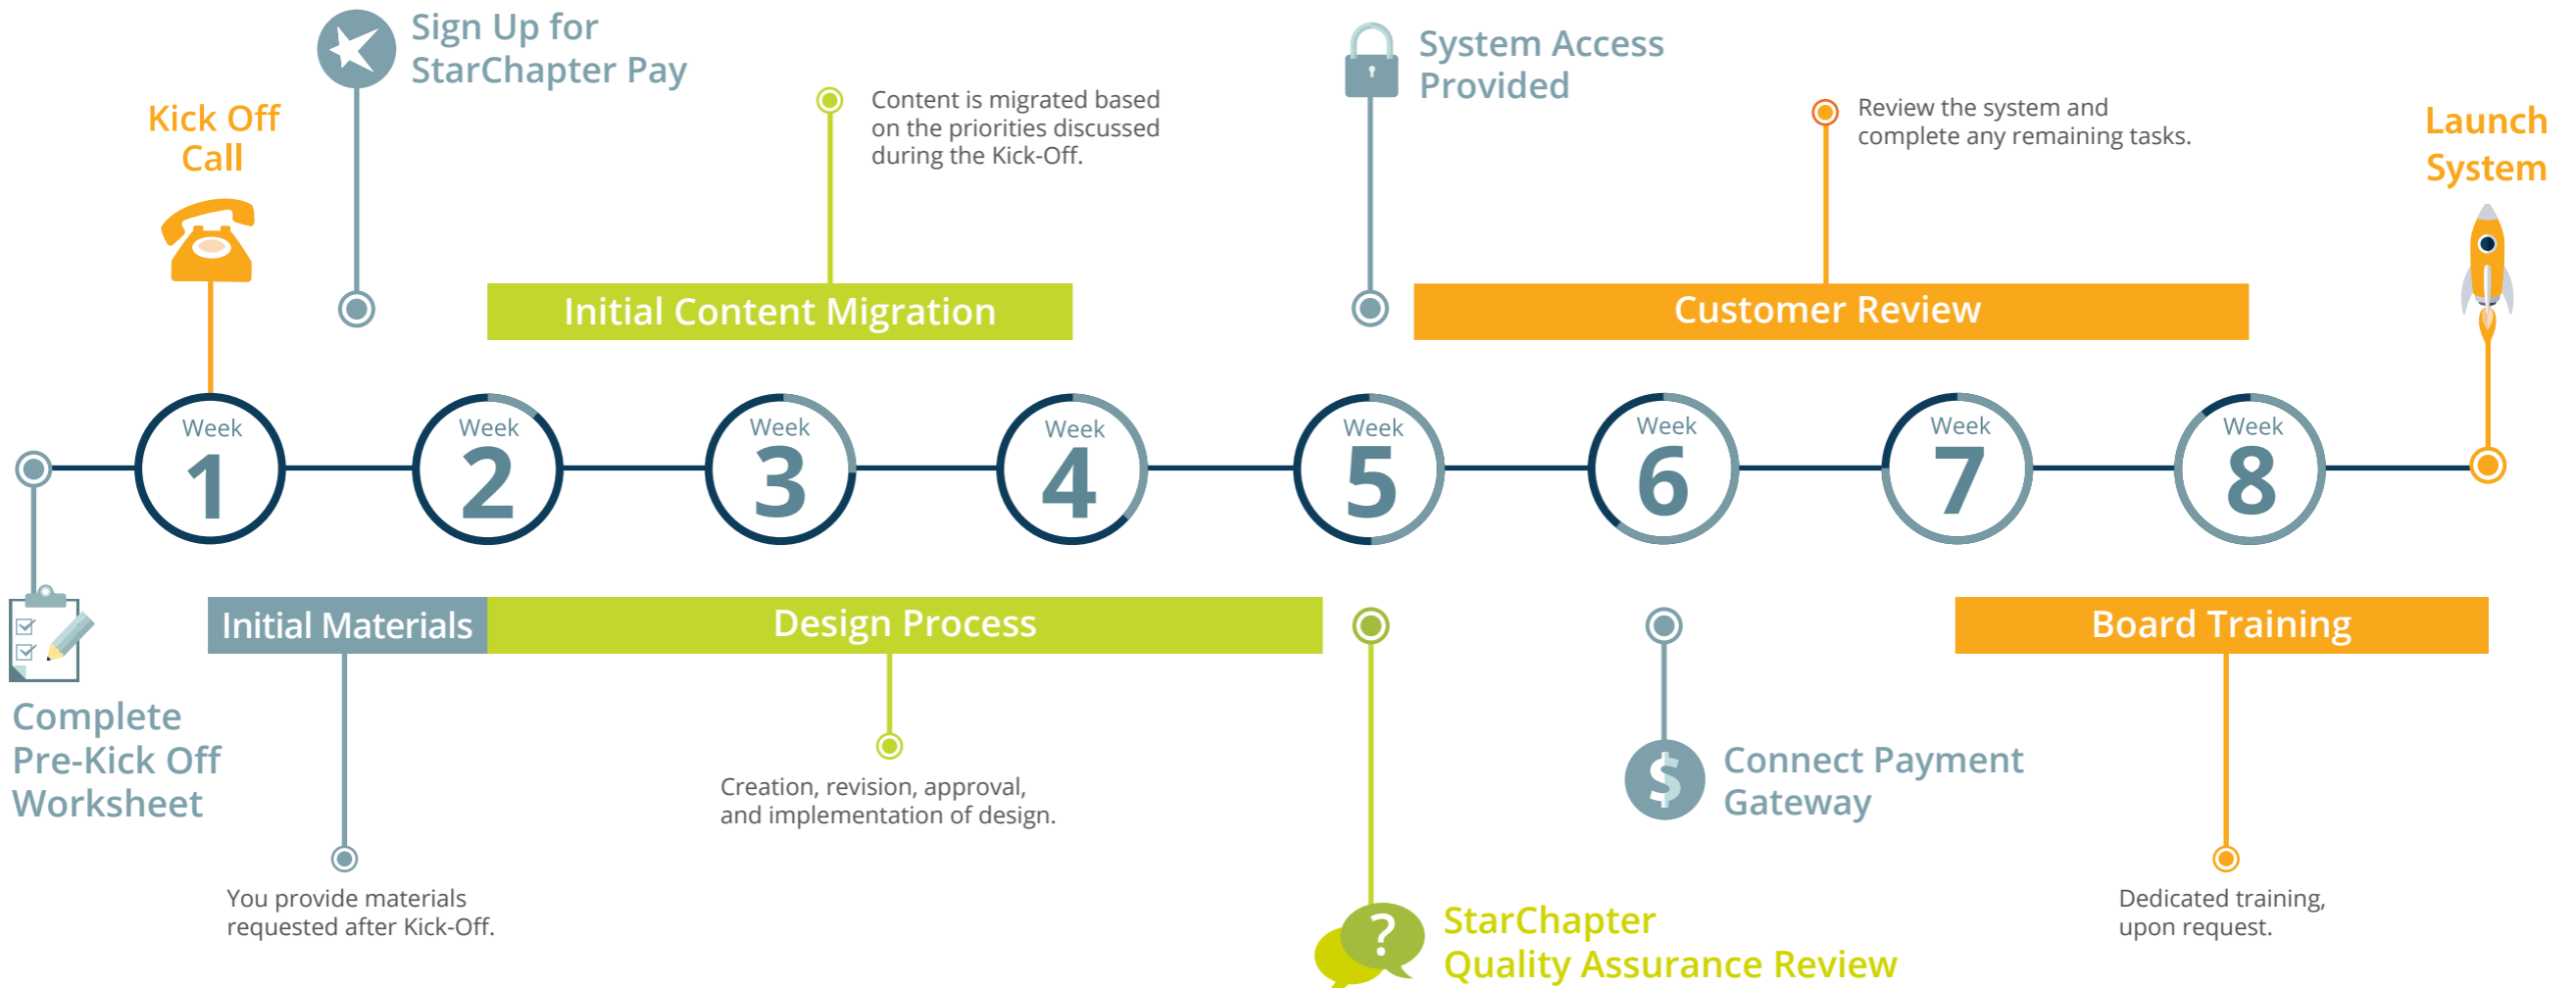 Sign Up for
StarChapter Pay
System Access
Provided
Kick Off
Call
Content is migrated based
on the priorities discussed
during the Kick-Off.
Review the system and
complete any remaining tasks.
Launch
System
Initial Content Migration
Customer Review
Week
1
Week
2
Week
3
Week
4
Week
5
Week
6
Week
7
Week
8
Initial Materials
Design Process
Board Training
Complete
Pre-Kick Off
Worksheet
Creation, revision, approval,
and implementation of design.
$
Connect Payment
Gateway
You provide materials
requested after Kick-Off.
?
StarChapter
Quality Assurance Review
Dedicated training,
upon request.